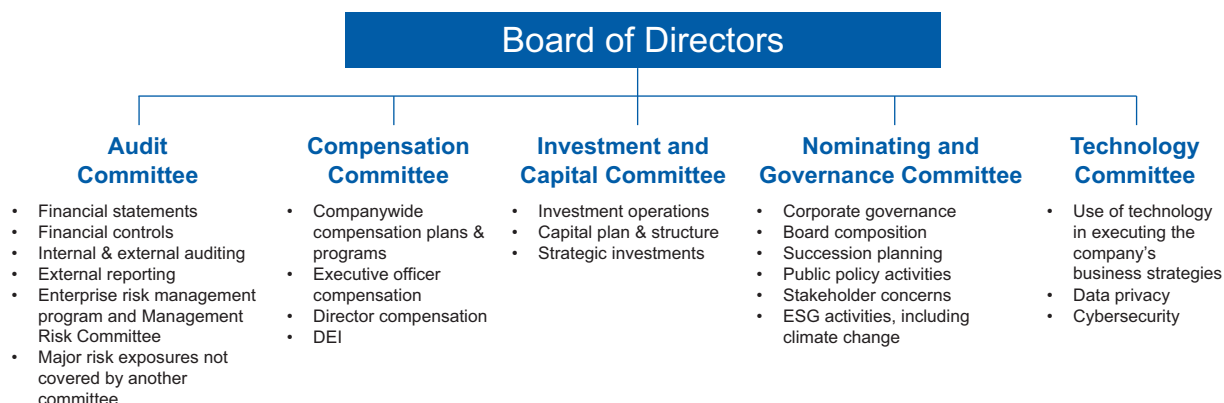 Board of Directors
Audit
Committee
• Financial statements
• Financial controls
• Internal & external auditing
• External reporting
• Enterprise risk management
program and Management
Risk Committee
• Major risk exposures not
covered by another
committee
Compensation
Committee
• Companywide
compensation plans &
programs
• Executive officer
compensation
• Director compensation
• DEI
Investment and
Capital Committee
• Investment operations
• Capital plan & structure
• Strategic investments
Nominating and
Governance Committee
• Corporate governance
• Board composition
• Succession planning
• Public policy activities
• Stakeholder concerns
• ESG activities, including
climate change
Technology
Committee
• Use of technology
in executing the
company's
business strategies
• Data privacy
• Cybersecurity